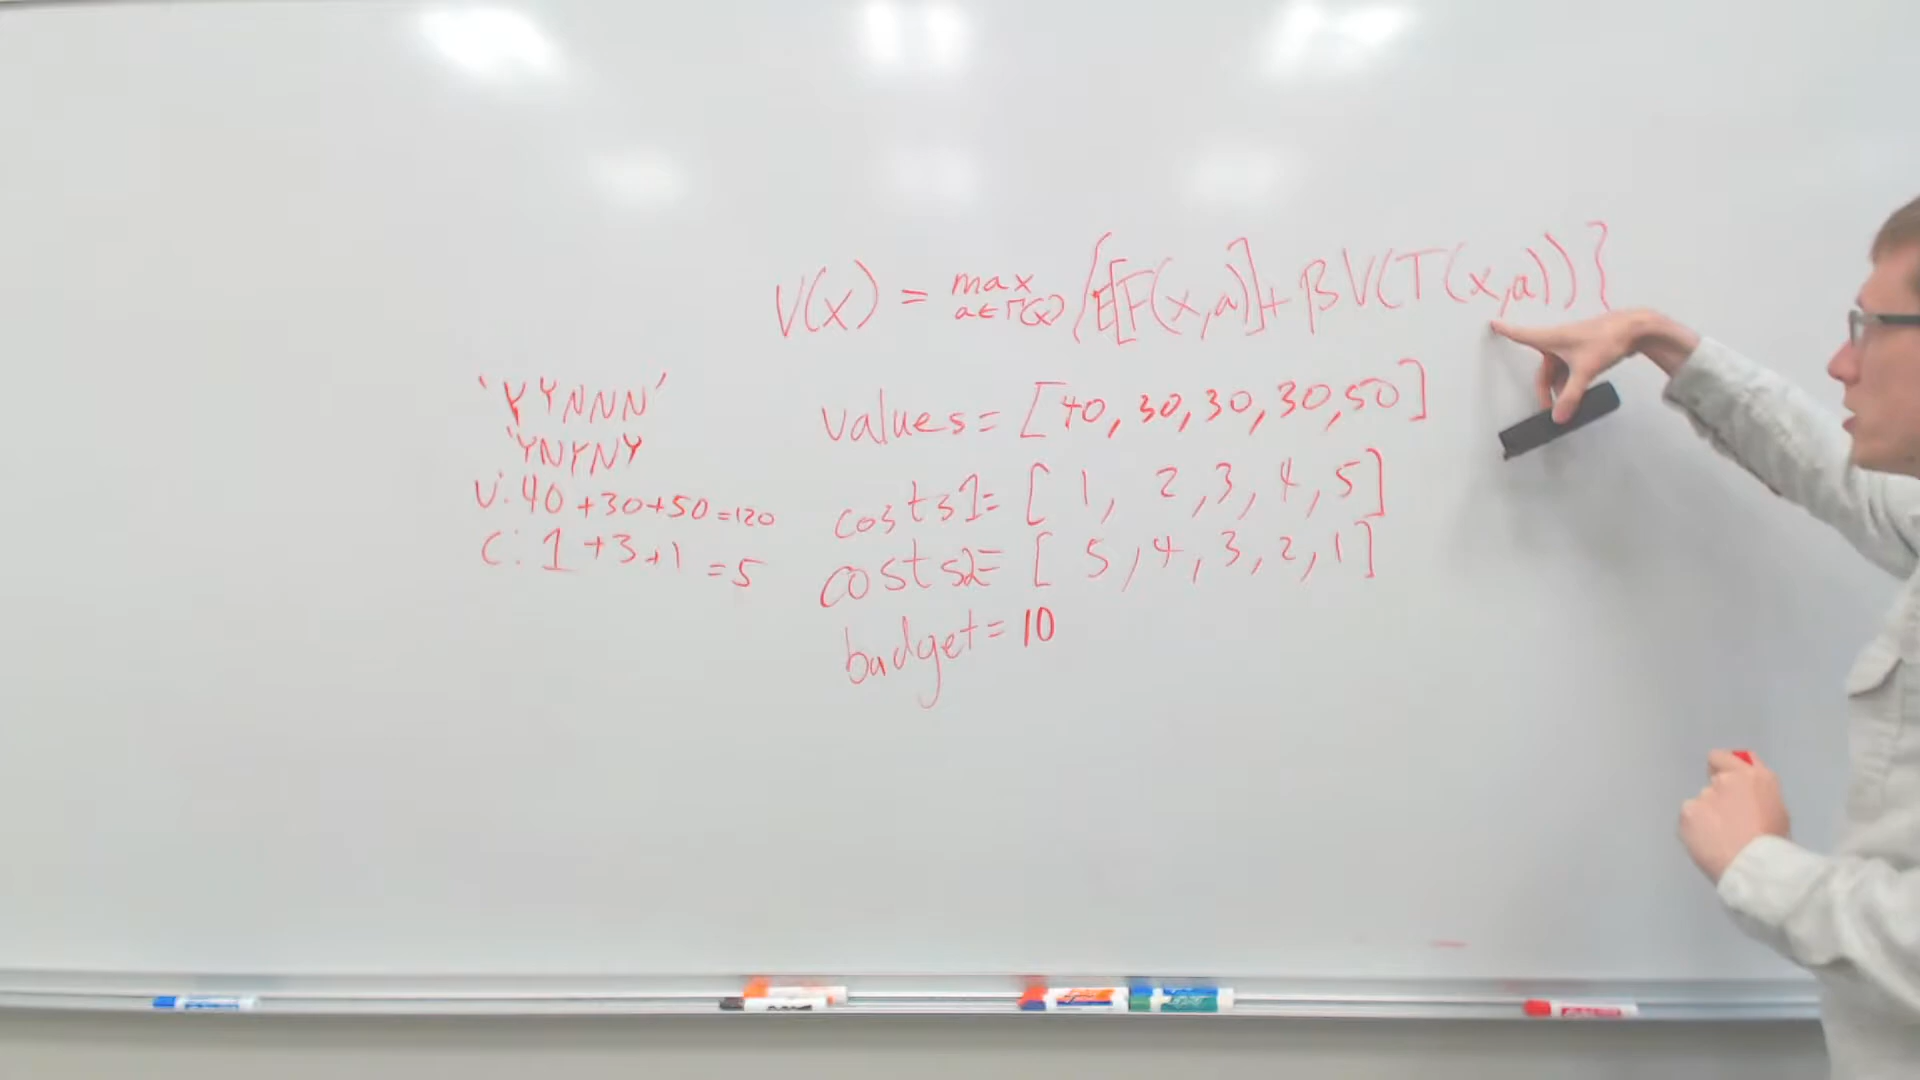 V(x) = max a∈Γ(x) {E[F(x,a)] + βV(T(x,a))}
'YYNNN'
'YNYNY
V: 40+30+50=120
C: 1+3+1=5
values = [40, 30, 30, 30, 50]
costs1= [1, 2, 3, 4, 5]
costs2= [5, 4, 3, 2, 1]
budget = 10